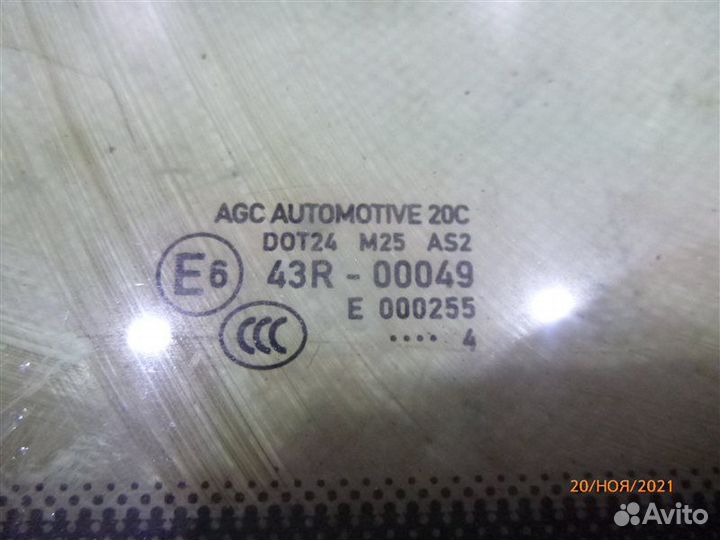 AGC AUTOMOTIVE 20C
DOT24 M25 AS2
E6 43R - 00049
E 000255
CCC
•••• 4
20/НОЯ/2021
Avito